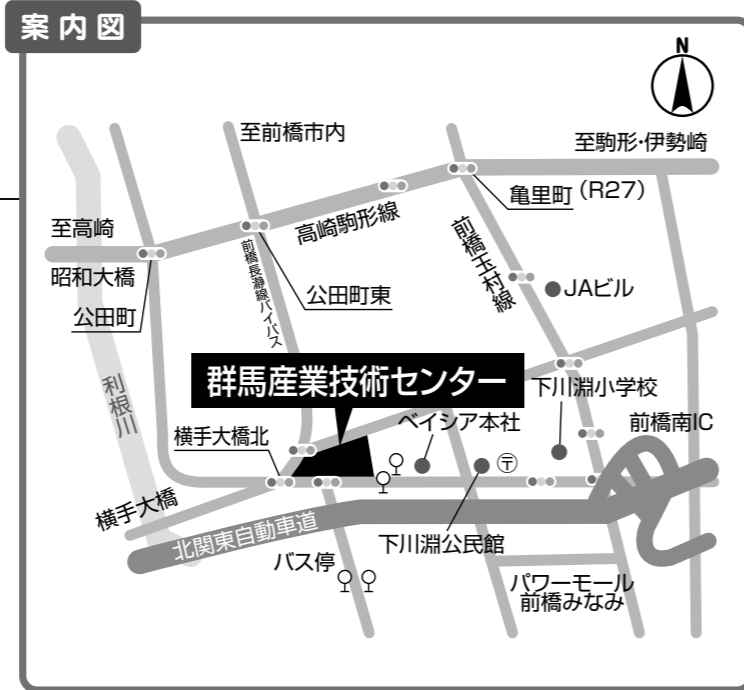 案内図
N
至前橋市内
至駒形・伊勢崎
亀里町(R27)
至高崎
高崎駒形線
昭和大橋
前橋玉村線
前橋長瀞線バイパス
JAビル
公田町
公田町東
利根川
群馬産業技術センター
下川淵小学校
横手大橋北
ベイシア本社
前橋南IC
〒
横手大橋
北関東自動車道
下川淵公民館
バス停
パワーモール
前橋みなみ